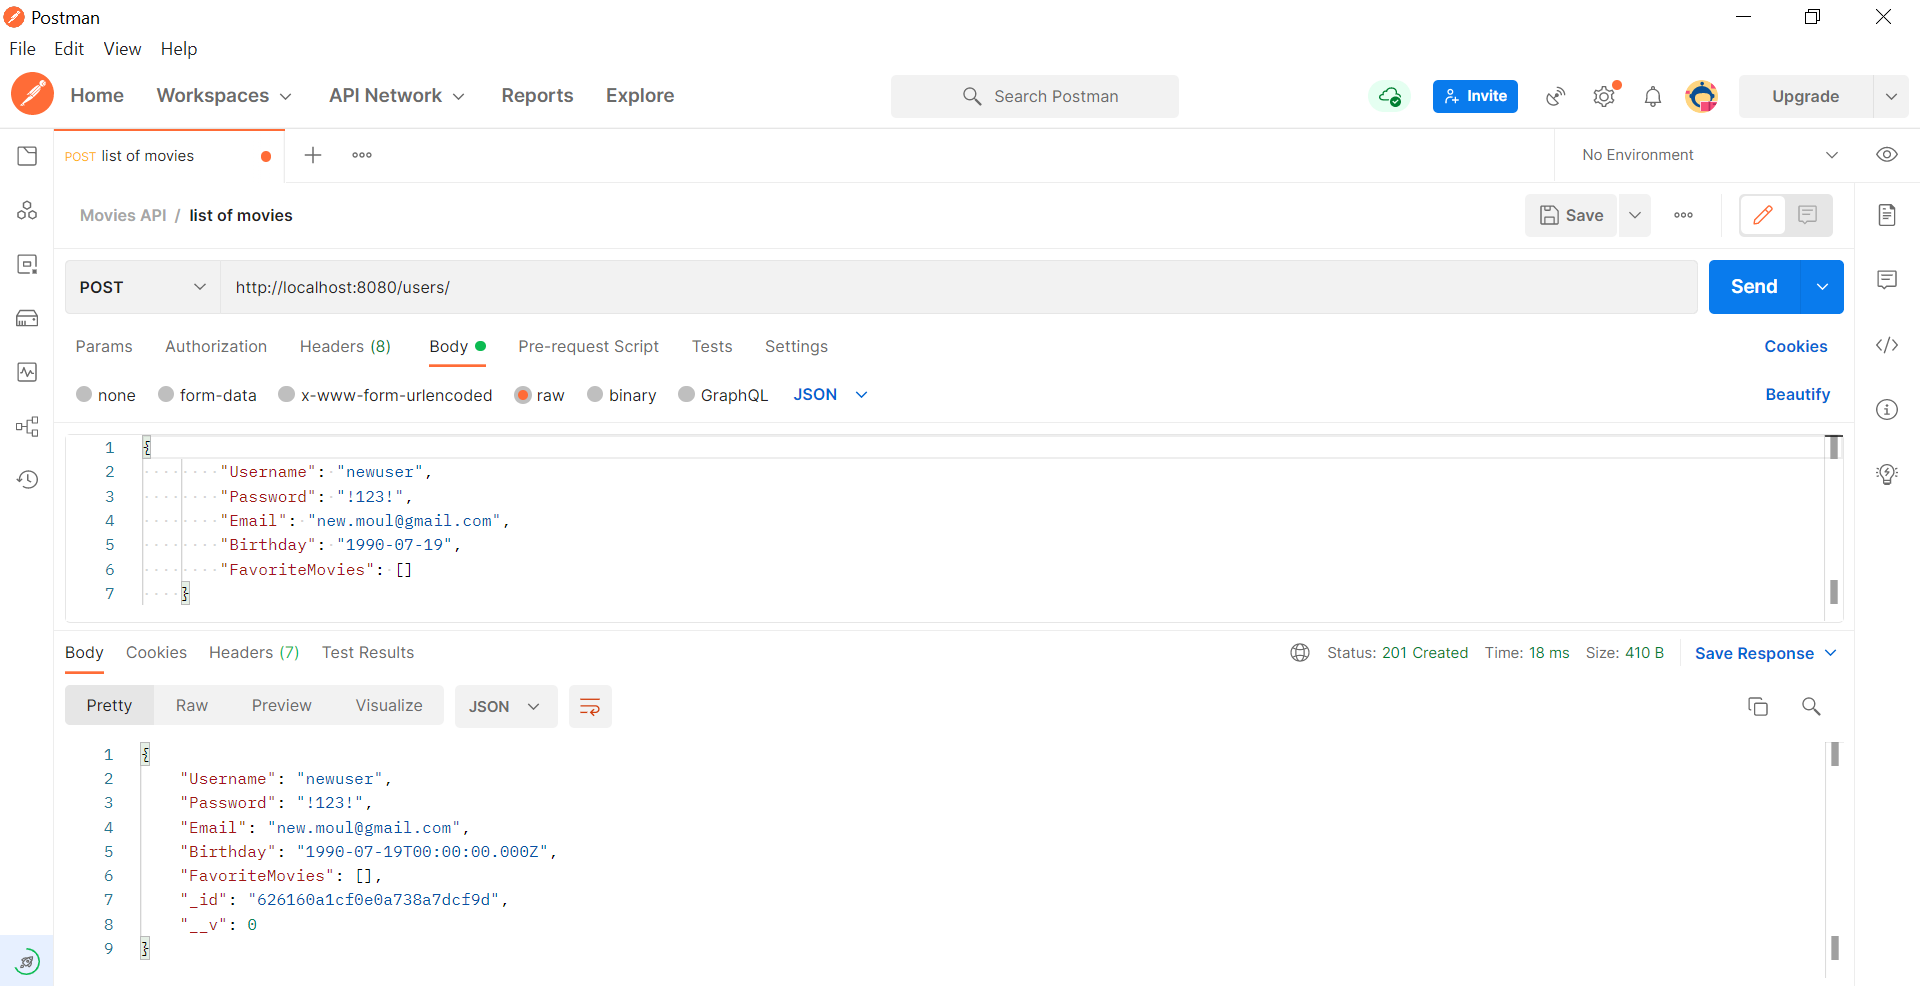 Postman
File Edit View Help
Home Workspaces API Network Reports Explore Search Postman Invite Upgrade
POST list of movies No Environment
Movies API / list of movies Save
POST http://localhost:8080/users/ Send
Params Authorization Headers (8) Body Pre-request Script Tests Settings Cookies
none form-data x-www-form-urlencoded raw binary GraphQL JSON Beautify
1 {
2 "Username": "newuser",
3 "Password": "!123!",
4 "Email": "new.moul@gmail.com",
5 "Birthday": "1990-07-19",
6 "FavoriteMovies": []
7 }
Body Cookies Headers (7) Test Results Status: 201 Created Time: 18 ms Size: 410 B Save Response
Pretty Raw Preview Visualize JSON
1 {
2 "Username": "newuser",
3 "Password": "!123!",
4 "Email": "new.moul@gmail.com",
5 "Birthday": "1990-07-19T00:00:00.000Z",
6 "FavoriteMovies": [],
7 "_id": "626160a1cf0e0a738a7dcf9d",
8 "__v": 0
9 }